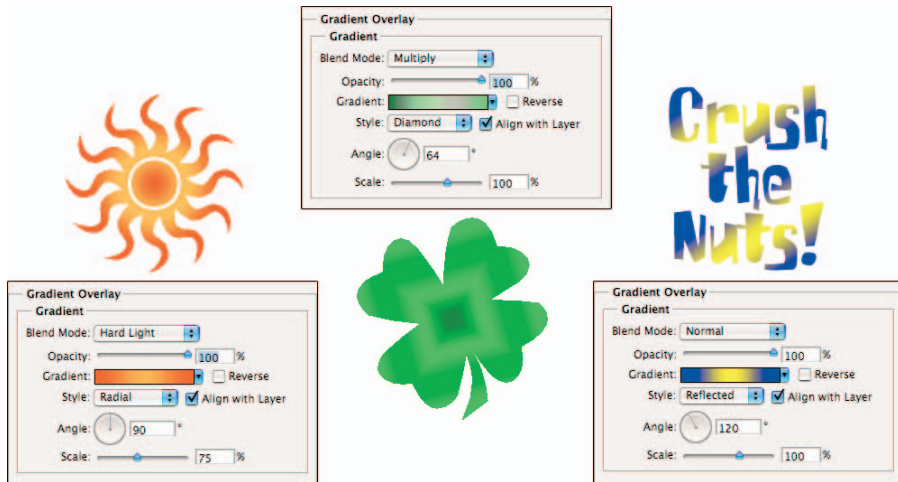 Gradient Overlay
Gradient
Blend Mode: Multiply
Opacity: 100 %
Gradient: Reverse
Style: Diamond Align with Layer
Angle: 64 °
Scale: 100 %
Crush
the
Nuts!
Gradient Overlay
Gradient
Blend Mode: Hard Light
Opacity: 100 %
Gradient: Reverse
Style: Radial Align with Layer
Angle: 90 °
Scale: 75 %
Gradient Overlay
Gradient
Blend Mode: Normal
Opacity: 100 %
Gradient: Reverse
Style: Reflected Align with Layer
Angle: 120 °
Scale: 100 %